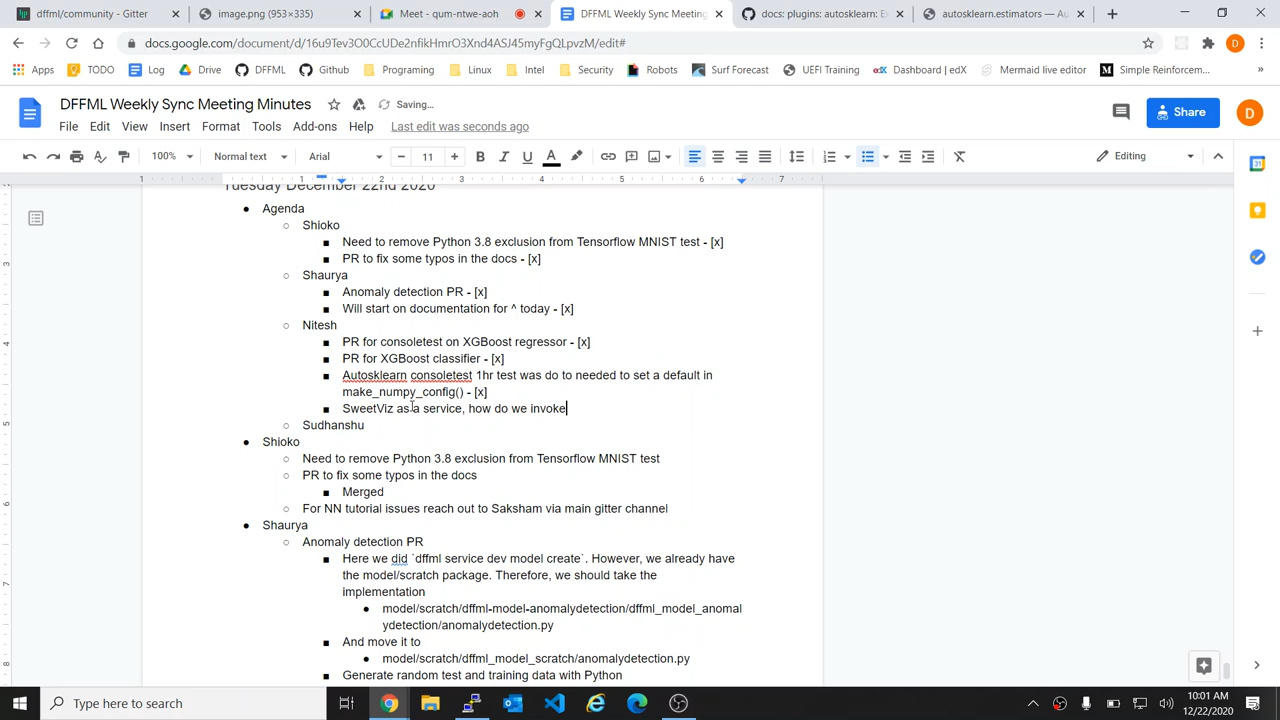 dffml/community - Gitter
image.png (953×335)
Meet - qum-ntwe-aoh
DFFML Weekly Sync Meeting
docs: plugins: autosklearn: Ex
autosklearn.estimators — Au
docs.google.com/document/d/16u9Tev3O0CcUDe2nfikHmrO3Xnd4ASJ45myFgQLpvzM/edit#
Apps TODO Log Drive DFFML Github Programing Linux Intel Security Robots Surf Forecast UEFI Training Dashboard | edX Mermaid live editor Simple Reinforcem...
DFFML Weekly Sync Meeting Minutes Saving...
File Edit View Insert Format Tools Add-ons Help Last edit was seconds ago
Share
D
100% Normal text Arial 11 Editing
1 1 2 3 4 5 6 7
Tuesday December 22nd 2020
Agenda
Shioko
Need to remove Python 3.8 exclusion from Tensorflow MNIST test - [x]
PR to fix some typos in the docs - [x]
Shaurya
Anomaly detection PR - [x]
Will start on documentation for ^ today - [x]
Nitesh
PR for consoletest on XGBoost regressor - [x]
PR for XGBoost classifier - [x]
Autosklearn consoletest 1hr test was do to needed to set a default in
make_numpy_config() - [x]
SweetViz as a service, how do we invoke
Sudhanshu
Shioko
Need to remove Python 3.8 exclusion from Tensorflow MNIST test
PR to fix some typos in the docs
Merged
For NN tutorial issues reach out to Saksham via main gitter channel
Shaurya
Anomaly detection PR
Here we did `dffml service dev model create`. However, we already have
the model/scratch package. Therefore, we should take the
implementation
model/scratch/dffml-model-anomalydetection/dffml_model_anomal
ydetection/anomalydetection.py
And move it to
model/scratch/dffml_model_scratch/anomalydetection.py
Generate random test and training data with Python
Type here to search
10:01 AM
12/22/2020